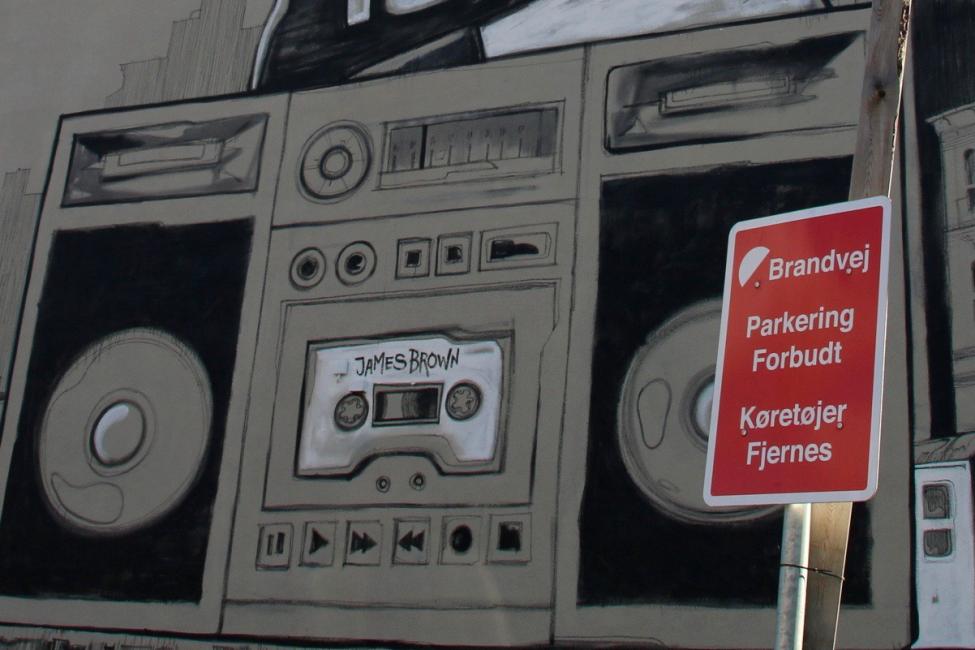 JAMES BROWN
Brandvej
Parkering
Forbudt
Køretøjer
Fjernes